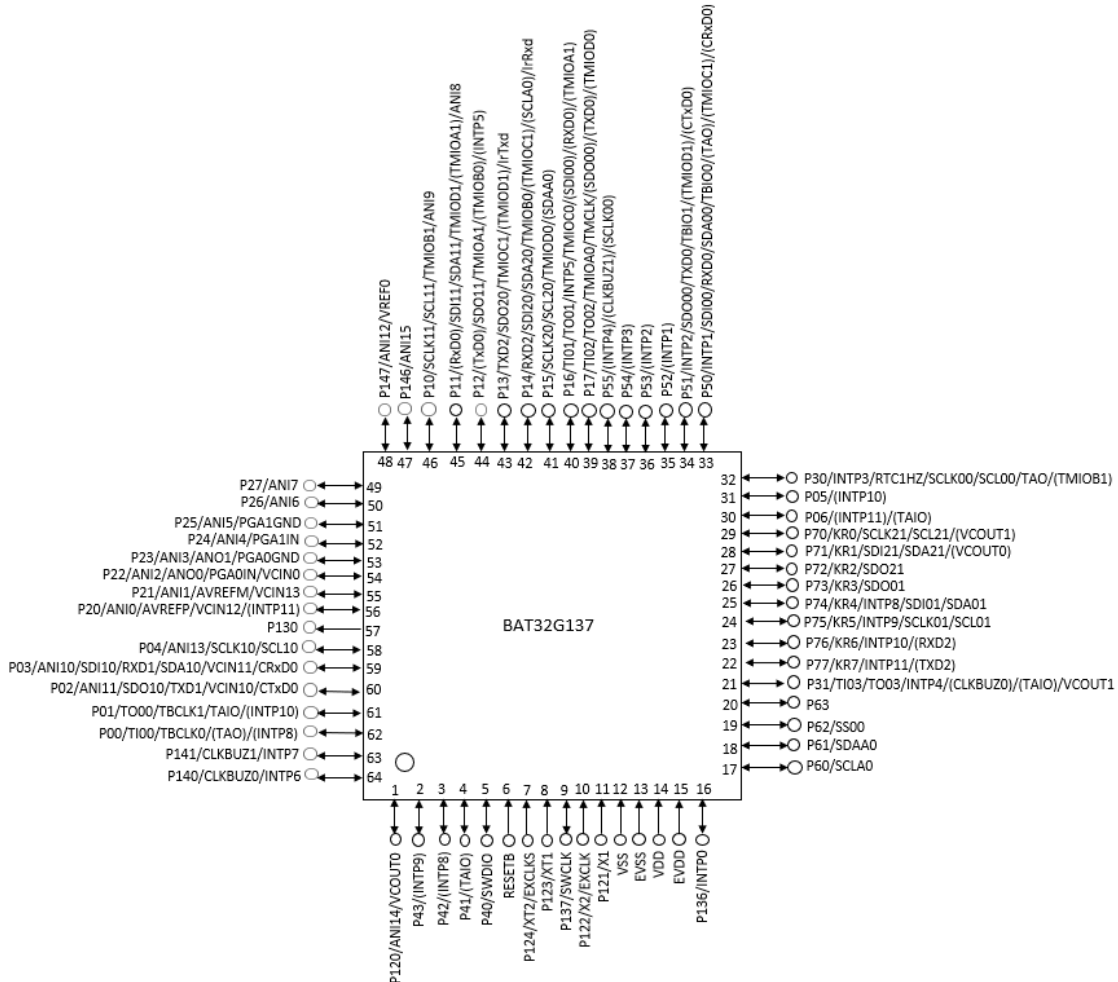 P147/ANI12/VREF0
P146/ANI15
P10/SCLK11/SCL11/TMIOB1/ANI9
P11/(RxD0)/SDI11/SDA11/TMIOD1/(TMIOA1)/ANI8
P12/(TxD0)/SDO11/TMIOA1/(TMIOB0)/(INTP5)
P13/TXD2/SDO20/TMIOC1/(TMIOD1)/IrTxd
P14/RXD2/SDI20/SDA20/TMIOB0/(TMIOC1)/(SCLA0)/IrRxd
P15/SCLK20/SCL20/TMIOD0/(SDAA0)
P16/TI01/TO01/INTP5/TMIOC0/(SDI00)/(RXD0)/(TMIOA1)
P17/TI02/TO02/TMIOA0/TMCLK/(SDO00)/(TXD0)/(TMIOD0)
P55/(INTP4)/(CLKBUZ1)/(SCLK00)
P54/(INTP3)
P53/(INTP2)
P52/(INTP1)
P51/INTP2/SDO00/TXD0/TBIO1/(TMIOD1)/(CTxD0)
P50/INTP1/SDI00/RXD0/SDA00/TBIO0/(TAO)/(TMIOC1)/(CRxD0)
48 47 46 45 44 43 42 41 40 39 38 37 36 35 34 33
P27/ANI7 49
P26/ANI6 50
P25/ANI5/PGA1GND 51
P24/ANI4/PGA1IN 52
P23/ANI3/ANO1/PGA0GND 53
P22/ANI2/ANO0/PGA0IN/VCIN0 54
P21/ANI1/AVREFM/VCIN13 55
P20/ANI0/AVREFP/VCIN12/(INTP11) 56
P130 57
P04/ANI13/SCLK10/SCL10 58
P03/ANI10/SDI10/RXD1/SDA10/VCIN11/CRxD0 59
P02/ANI11/SDO10/TXD1/VCIN10/CTxD0 60
P01/TO00/TBCLK1/TAIO/(INTP10) 61
P00/TI00/TBCLK0/(TAO)/(INTP8) 62
P141/CLKBUZ1/INTP7 63
P140/CLKBUZ0/INTP6 64
BAT32G137
32 P30/INTP3/RTC1HZ/SCLK00/SCL00/TAO/(TMIOB1)
31 P05/(INTP10)
30 P06/(INTP11)/(TAIO)
29 P70/KR0/SCLK21/SCL21/(VCOUT1)
28 P71/KR1/SDI21/SDA21/(VCOUT0)
27 P72/KR2/SDO21
26 P73/KR3/SDO01
25 P74/KR4/INTP8/SDI01/SDA01
24 P75/KR5/INTP9/SCLK01/SCL01
23 P76/KR6/INTP10/(RXD2)
22 P77/KR7/INTP11/(TXD2)
21 P31/TI03/TO03/INTP4/(CLKBUZ0)/(TAIO)/VCOUT1
20 P63
19 P62/SS00
18 P61/SDAA0
17 P60/SCLA0
1 2 3 4 5 6 7 8 9 10 11 12 13 14 15 16
P120/ANI14/VCOUT0
P43/(INTP9)
P42/(INTP8)
P41/(TAIO)
P40/SWDIO
RESETB
P124/XT2/EXCLKS
P123/XT1
P137/SWCLK
P122/X2/EXCLK
P121/X1
VSS
EVSS
VDD
EVDD
P136/INTP0